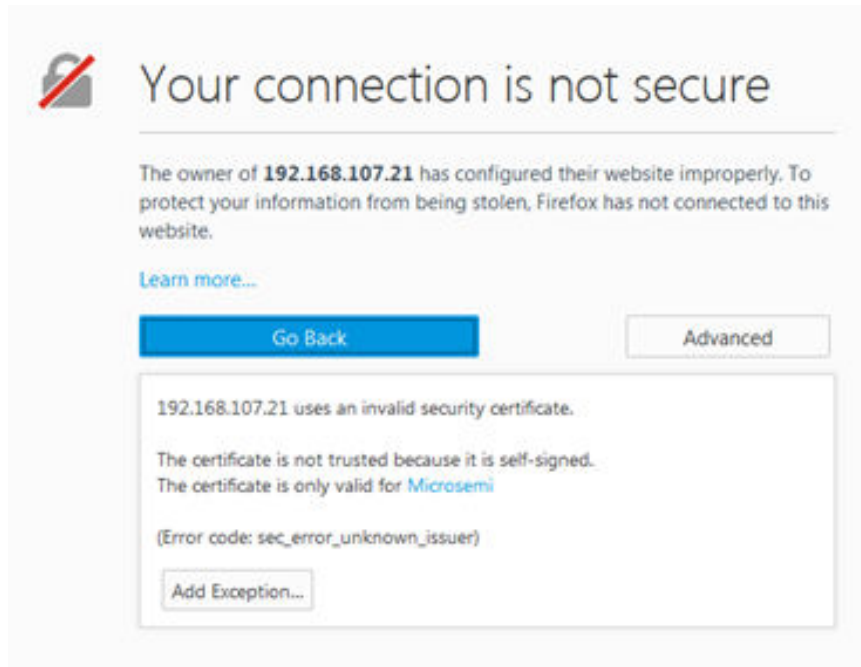 Your connection is not secure
The owner of 192.168.107.21 has configured their website improperly. To
protect your information from being stolen, Firefox has not connected to this
website.
Learn more...
Go Back
Advanced
192.168.107.21 uses an invalid security certificate.
The certificate is not trusted because it is self-signed.
The certificate is only valid for Microsemi
(Error code: sec_error_unknown_issuer)
Add Exception...